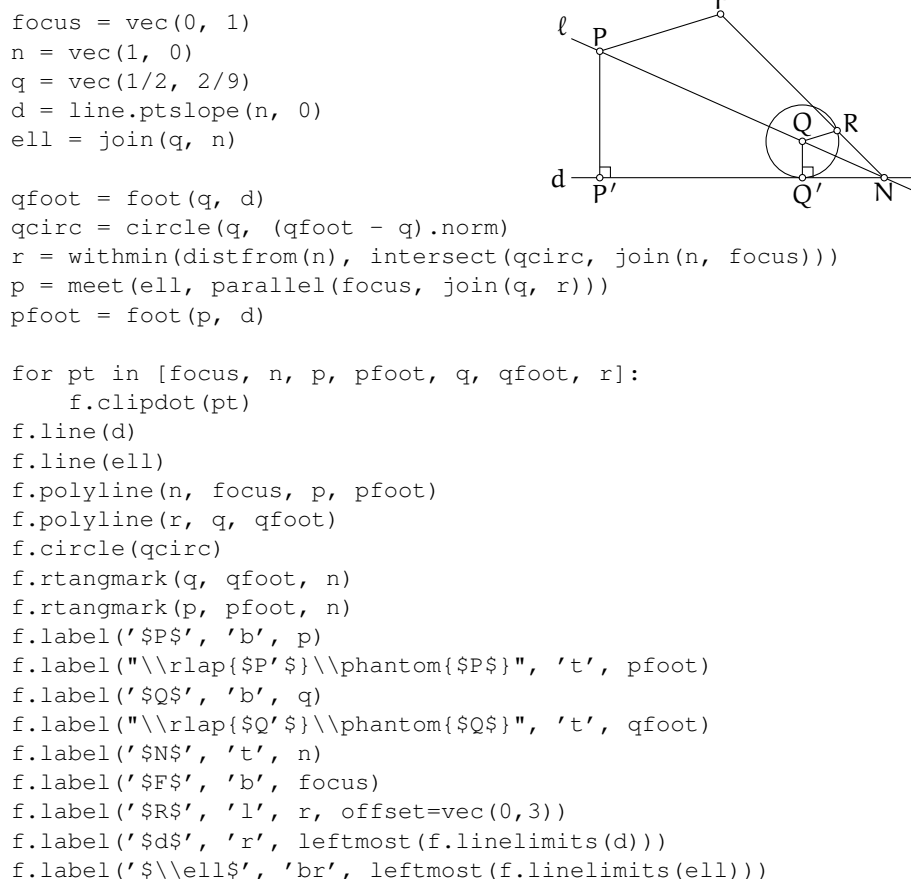 focus = vec(0, 1)
n = vec(1, 0)
q = vec(1/2, 2/9)
d = line.ptslope(n, 0)
ell = join(q, n)
ℓ
P
Q
R
d
P′
Q′
N
qfoot = foot(q, d)
qcirc = circle(q, (qfoot - q).norm)
r = withmin(distfrom(n), intersect(qcirc, join(n, focus)))
p = meet(ell, parallel(focus, join(q, r)))
pfoot = foot(p, d)
for pt in [focus, n, p, pfoot, q, qfoot, r]:
    f.clipdot(pt)
f.line(d)
f.line(ell)
f.polyline(n, focus, p, pfoot)
f.polyline(r, q, qfoot)
f.circle(qcirc)
f.rtangmark(q, qfoot, n)
f.rtangmark(p, pfoot, n)
f.label('$P$', 'b', p)
f.label("\\rlap{$P'$}\\phantom{$P$}", 't', pfoot)
f.label('$Q$', 'b', q)
f.label("\\rlap{$Q'$}\\phantom{$Q$}", 't', qfoot)
f.label('$N$', 't', n)
f.label('$F$', 'b', focus)
f.label('$R$', 'l', r, offset=vec(0,3))
f.label('$d$', 'r', leftmost(f.linelimits(d)))
f.label('$\\ell$', 'br', leftmost(f.linelimits(ell)))